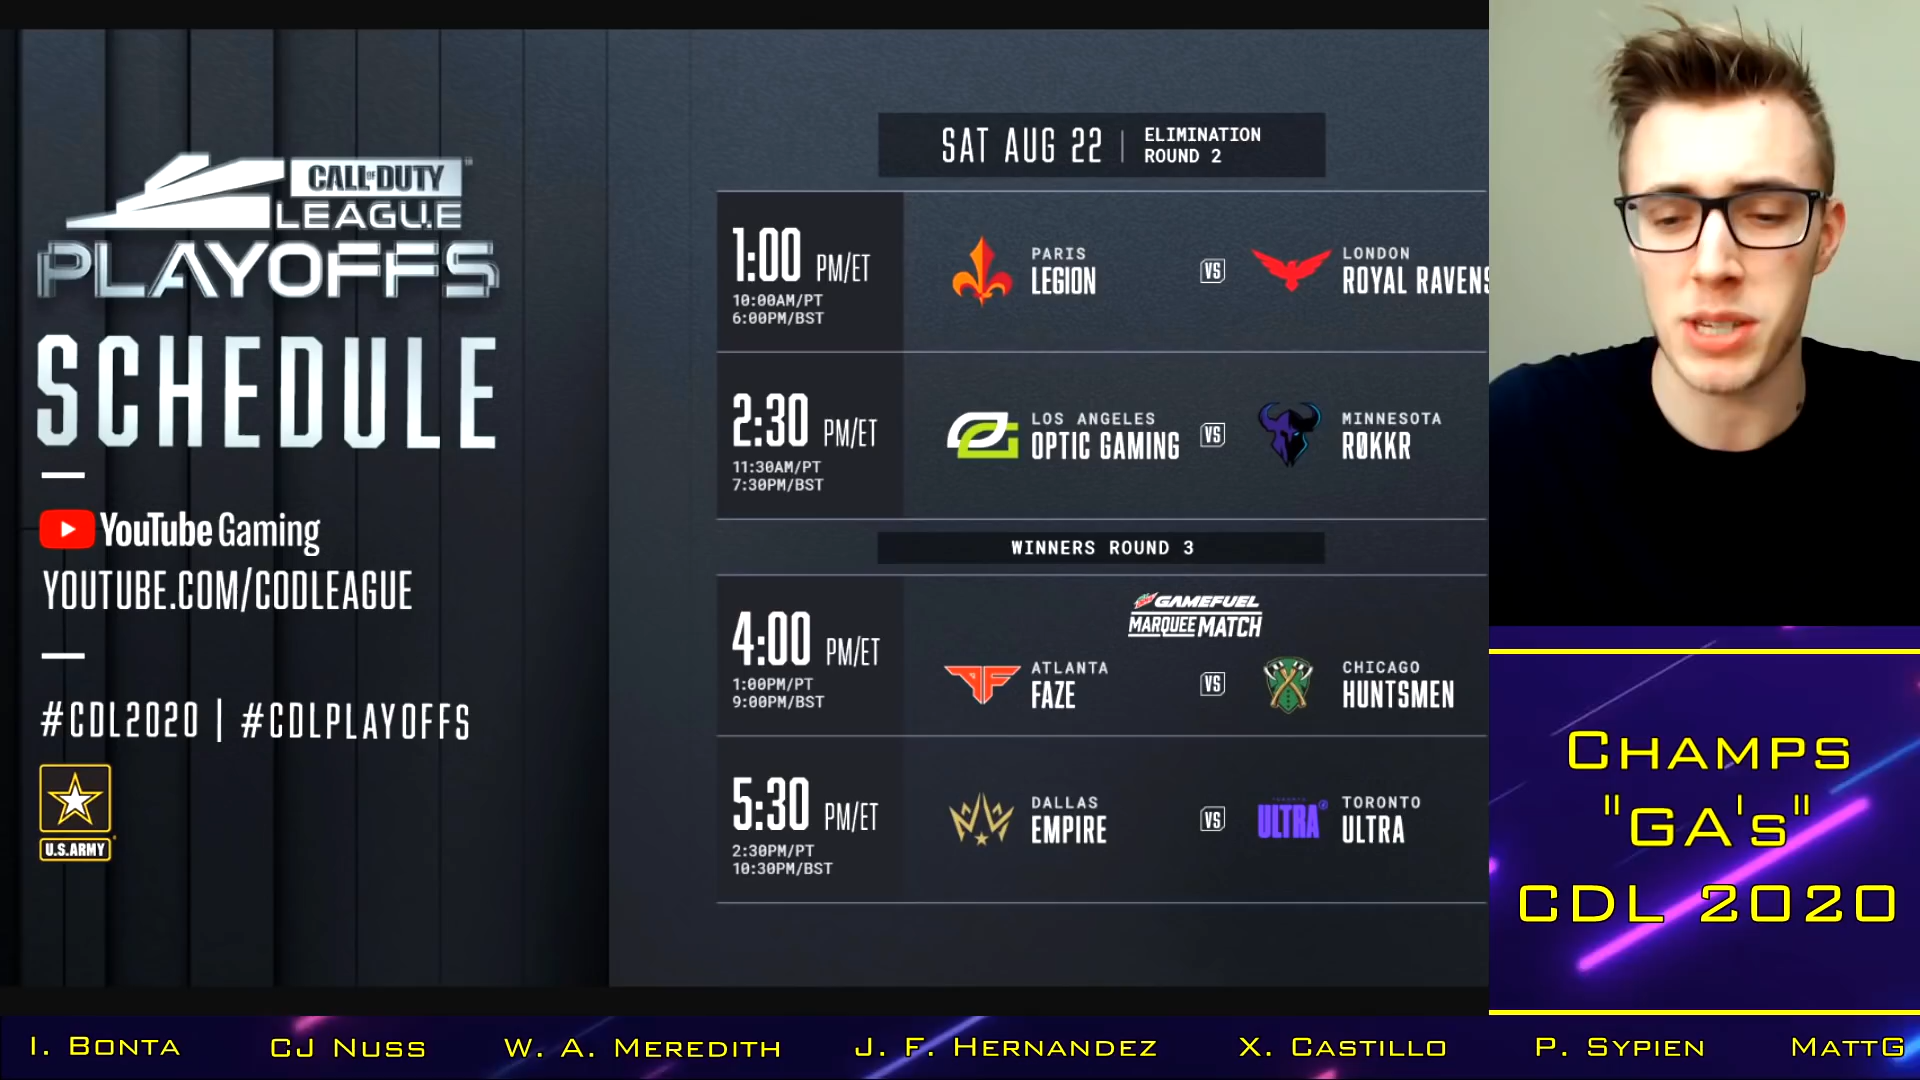 CALL OF DUTY
LEAGUE
PLAYOFFS
SCHEDULE
YouTube Gaming
YOUTUBE.COM/CODLEAGUE
#CDL2020 | #CDLPLAYOFFS
U.S.ARMY
SAT AUG 22 | ELIMINATION ROUND 2
1:00 PM/ET
10:00AM/PT
6:00PM/BST
PARIS
LEGION
VS
LONDON
ROYAL RAVENS
2:30 PM/ET
11:30AM/PT
7:30PM/BST
LOS ANGELES
OPTIC GAMING
VS
MINNESOTA
RØKKR
WINNERS ROUND 3
GAMEFUEL
MARQUEE MATCH
4:00 PM/ET
1:00PM/PT
9:00PM/BST
ATLANTA
FAZE
VS
CHICAGO
HUNTSMEN
5:30 PM/ET
2:30PM/PT
10:30PM/BST
DALLAS
EMPIRE
VS
ULTRA
TORONTO
ULTRA
CHAMPS
"GA's"
CDL 2020
I. BONTA
CJ NUSS
W. A. MEREDITH
J. F. HERNANDEZ
X. CASTILLO
P. SYPIEN
MATTG